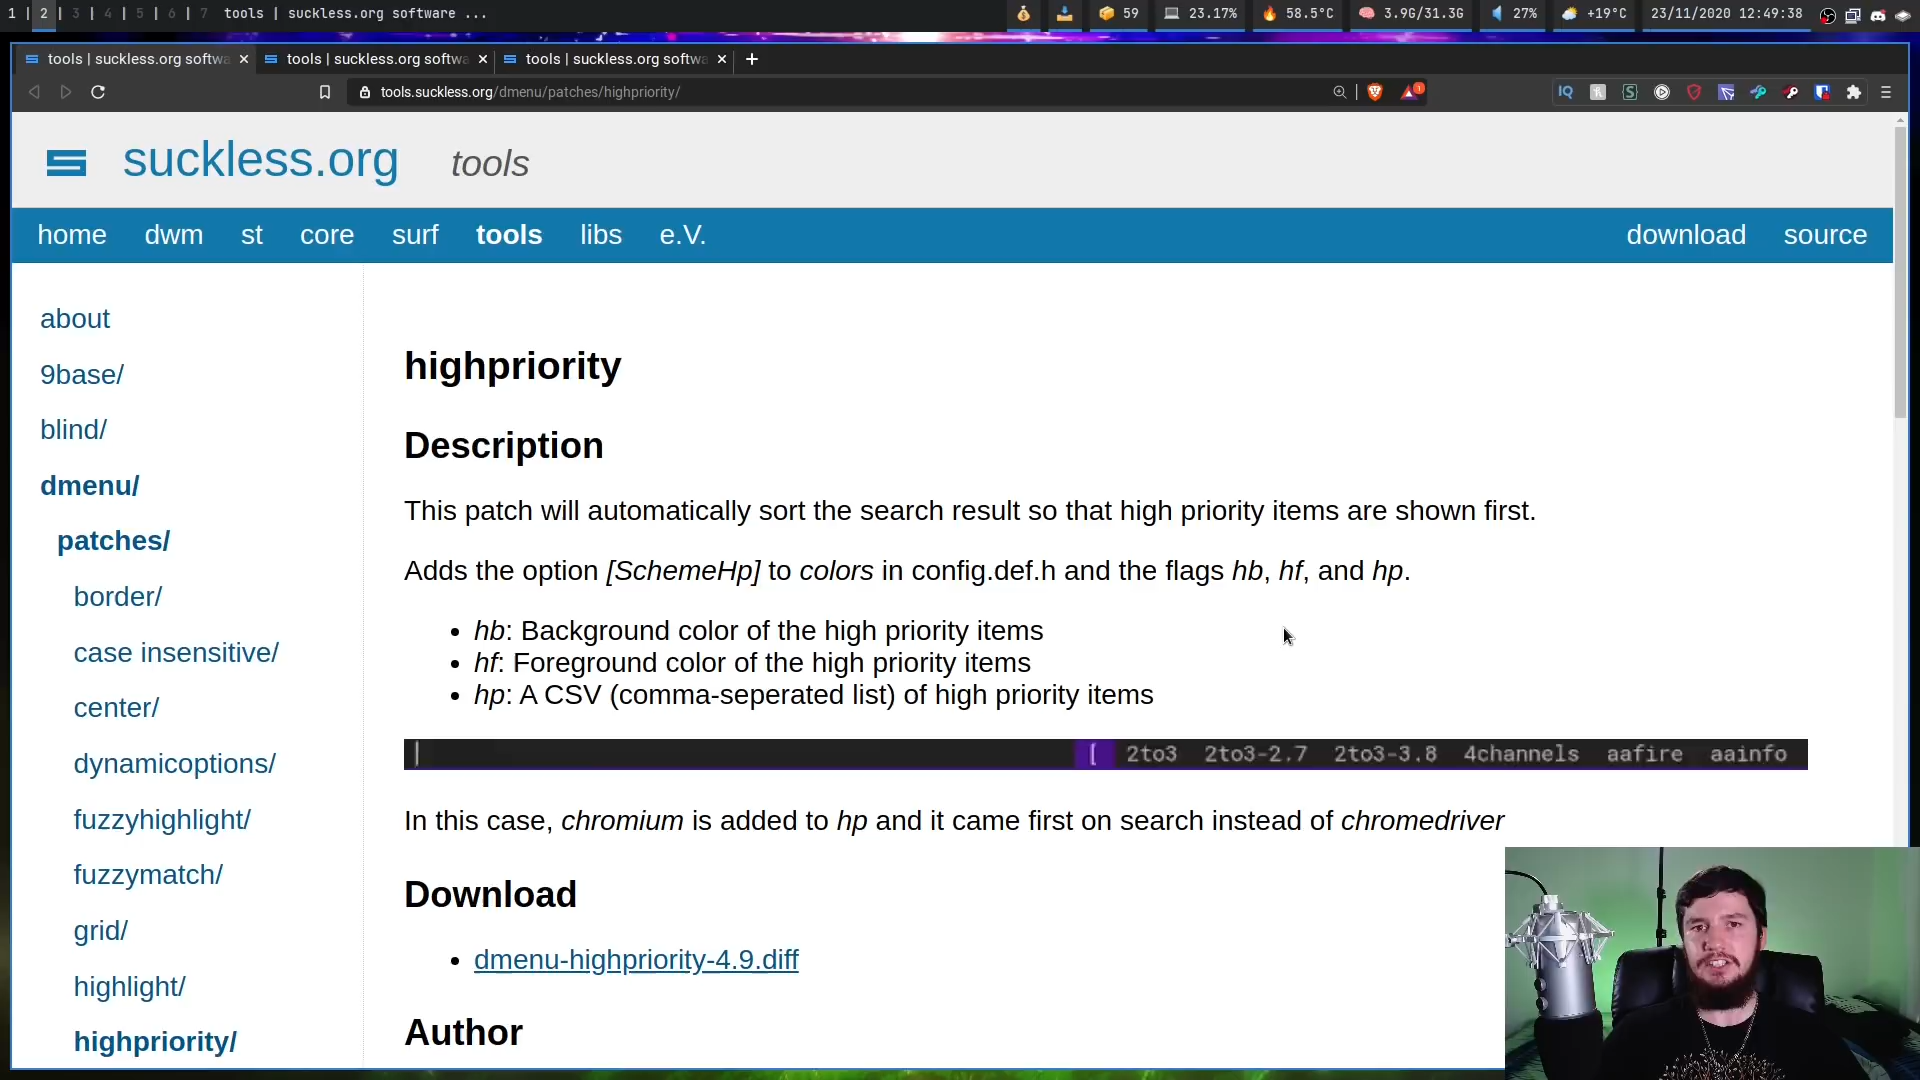 1 | 2 | 3 | 4 | 5 | 6 | 7 tools | suckless.org software ... 59 23.17% 58.5°C 3.9G/31.3G 27% +19°C 23/11/2020 12:49:38
tools | suckless.org softwa × tools | suckless.org softwa × tools | suckless.org softwa × +
tools.suckless.org/dmenu/patches/highpriority/ 1 IQ
suckless.org tools
home dwm st core surf tools libs e.V. download source
about
9base/
blind/
dmenu/
patches/
border/
case insensitive/
center/
dynamicoptions/
fuzzyhighlight/
fuzzymatch/
grid/
highlight/
highpriority/
highpriority
Description
This patch will automatically sort the search result so that high priority items are shown first.
Adds the option [SchemeHp] to colors in config.def.h and the flags hb, hf, and hp.
• hb: Background color of the high priority items
• hf: Foreground color of the high priority items
• hp: A CSV (comma-seperated list) of high priority items
[ 2to3 2to3-2.7 2to3-3.8 4channels aafire aainfo
In this case, chromium is added to hp and it came first on search instead of chromedriver
Download
• dmenu-highpriority-4.9.diff
Author